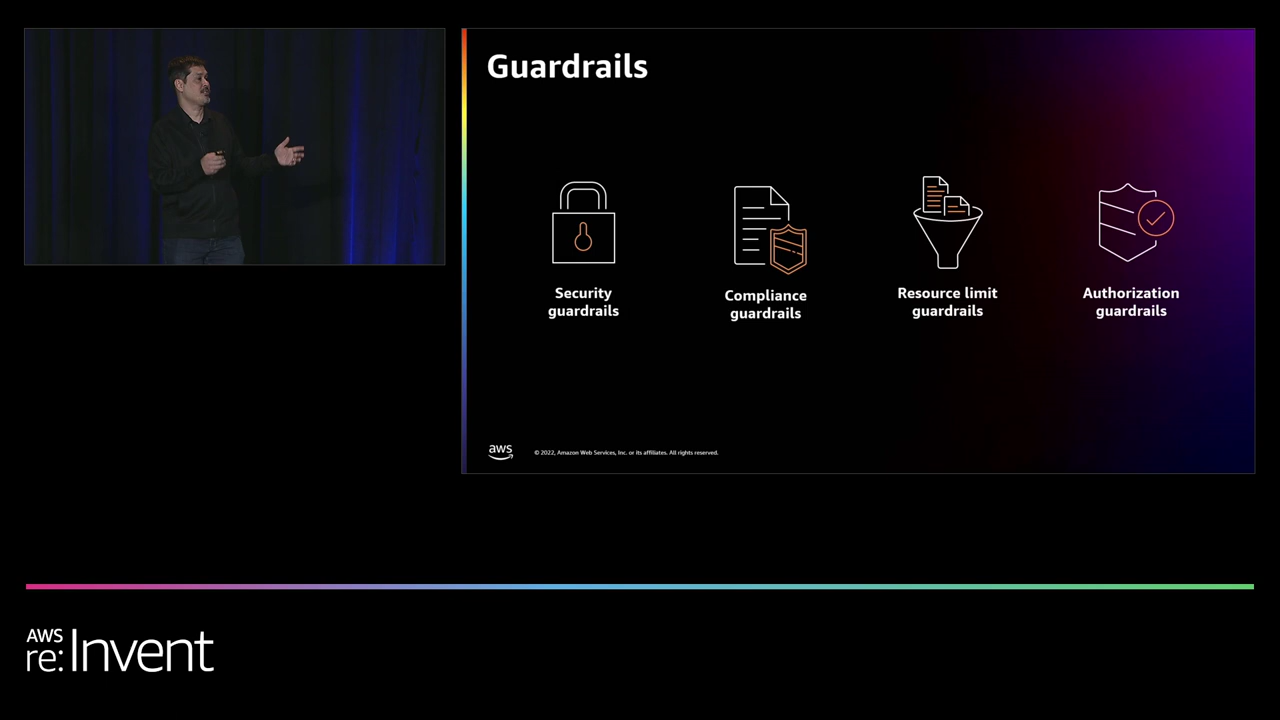 Guardrails
Security
guardrails
Compliance
guardrails
Resource limit
guardrails
Authorization
guardrails
aws
© 2022, Amazon Web Services, Inc. or its affiliates. All rights reserved.
AWS
re:Invent